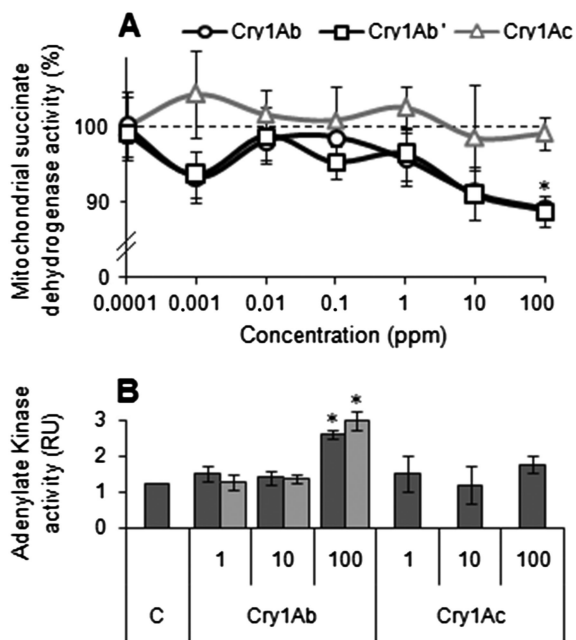 A
Cry1Ab Cry1Ab' Cry1Ac
Mitochondrial succinate
dehydrogenase activity (%)
100
90
0
0.0001 0.001 0.01 0.1 1 10 100
*
Concentration (ppm)
B
Adenylate Kinase
activity (RU)
3
2
1
0
* *
1 10 100 1 10 100
C Cry1Ab Cry1Ac